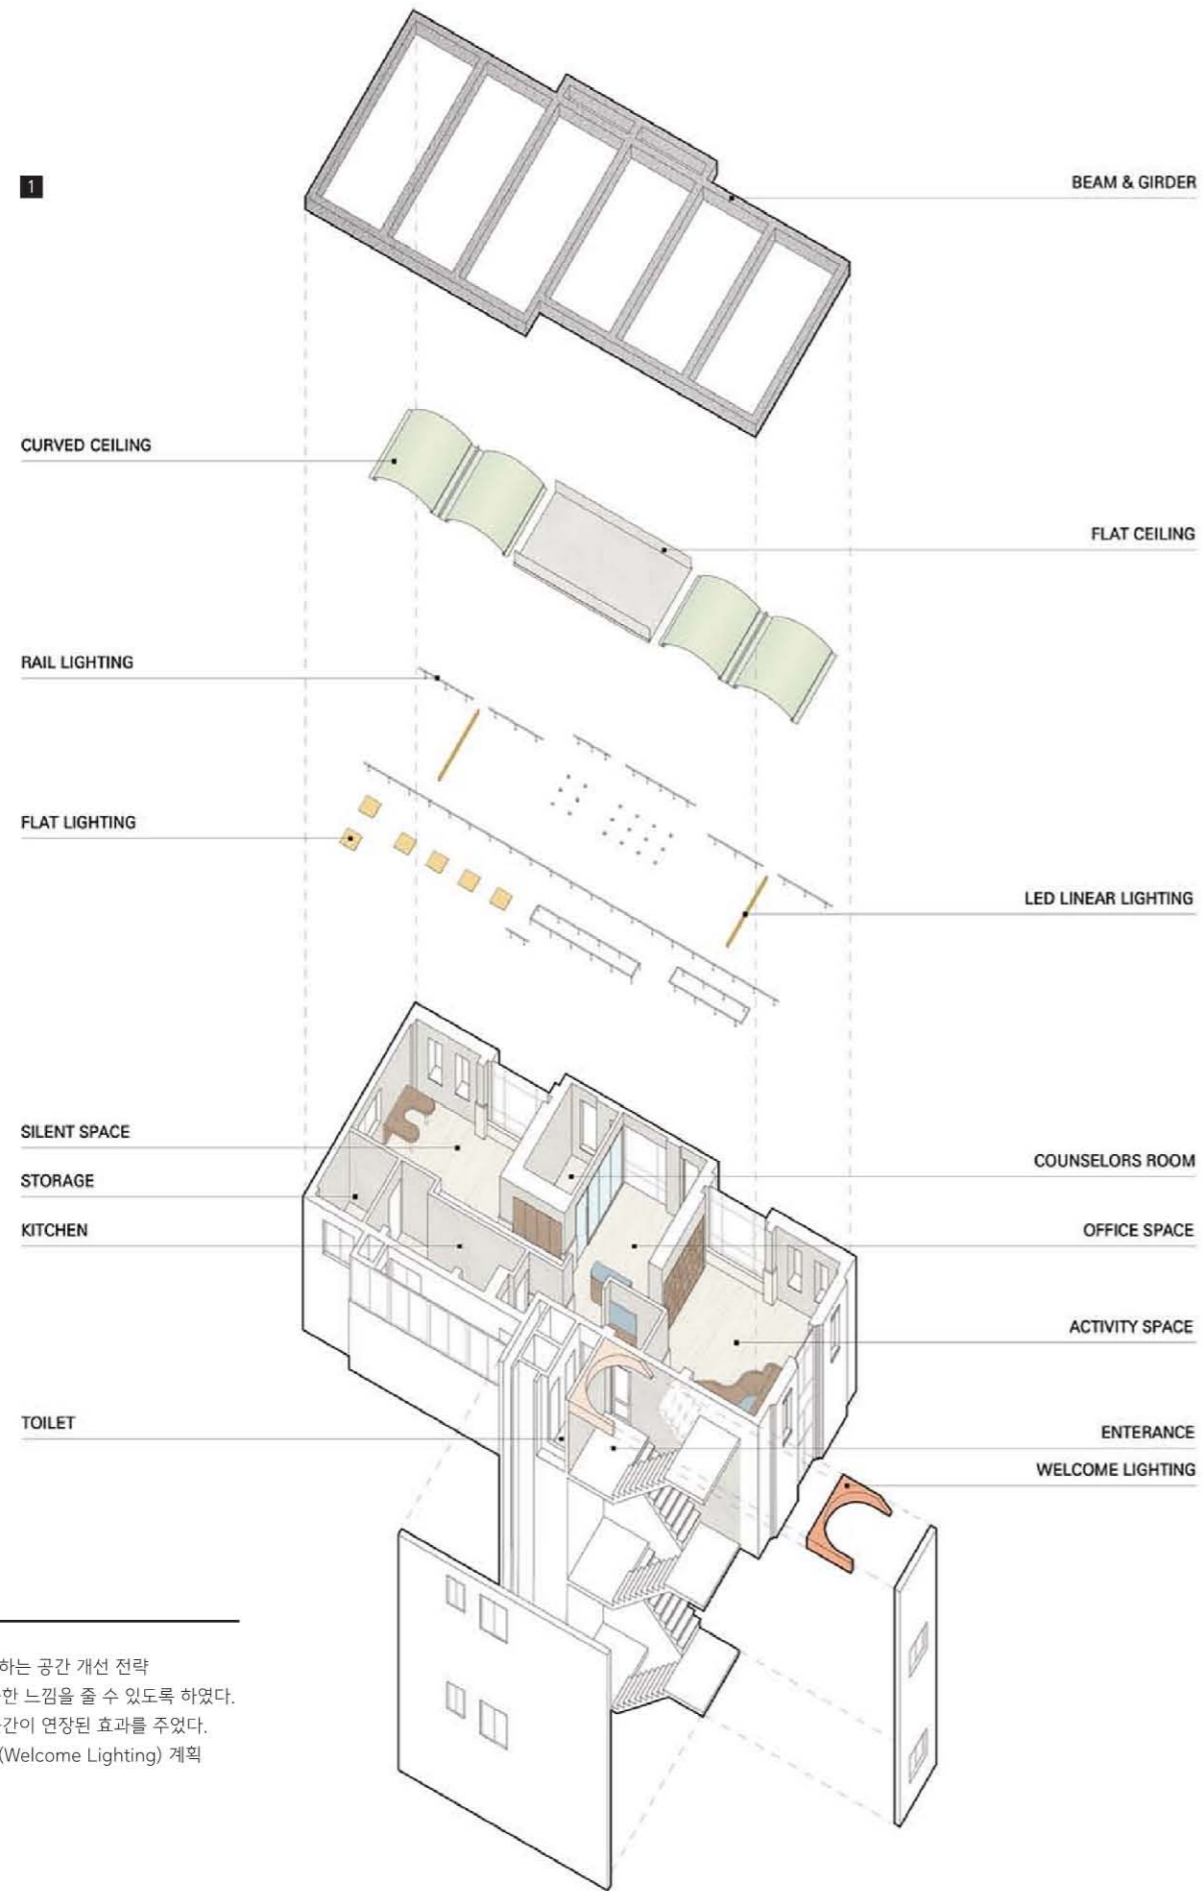 1
BEAM & GIRDER
CURVED CEILING
FLAT CEILING
RAIL LIGHTING
FLAT LIGHTING
LED LINEAR LIGHTING
SILENT SPACE
COUNSELORS ROOM
STORAGE
KITCHEN
OFFICE SPACE
ACTIVITY SPACE
TOILET
ENTERANCE
WELCOME LIGHTING
하는 공간 개선 전략
한 느낌을 줄 수 있도록 하였다.
간이 연장된 효과를 주었다.
(Welcome Lighting) 계획